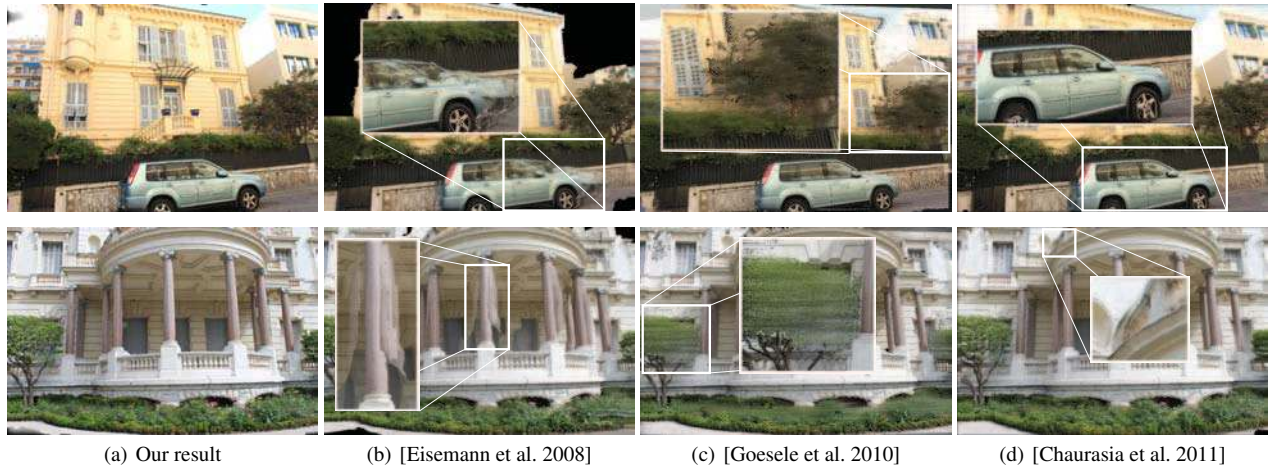 (a) Our result
(b) [Eisemann et al. 2008]
(c) [Goesele et al. 2010]
(d) [Chaurasia et al. 2011]